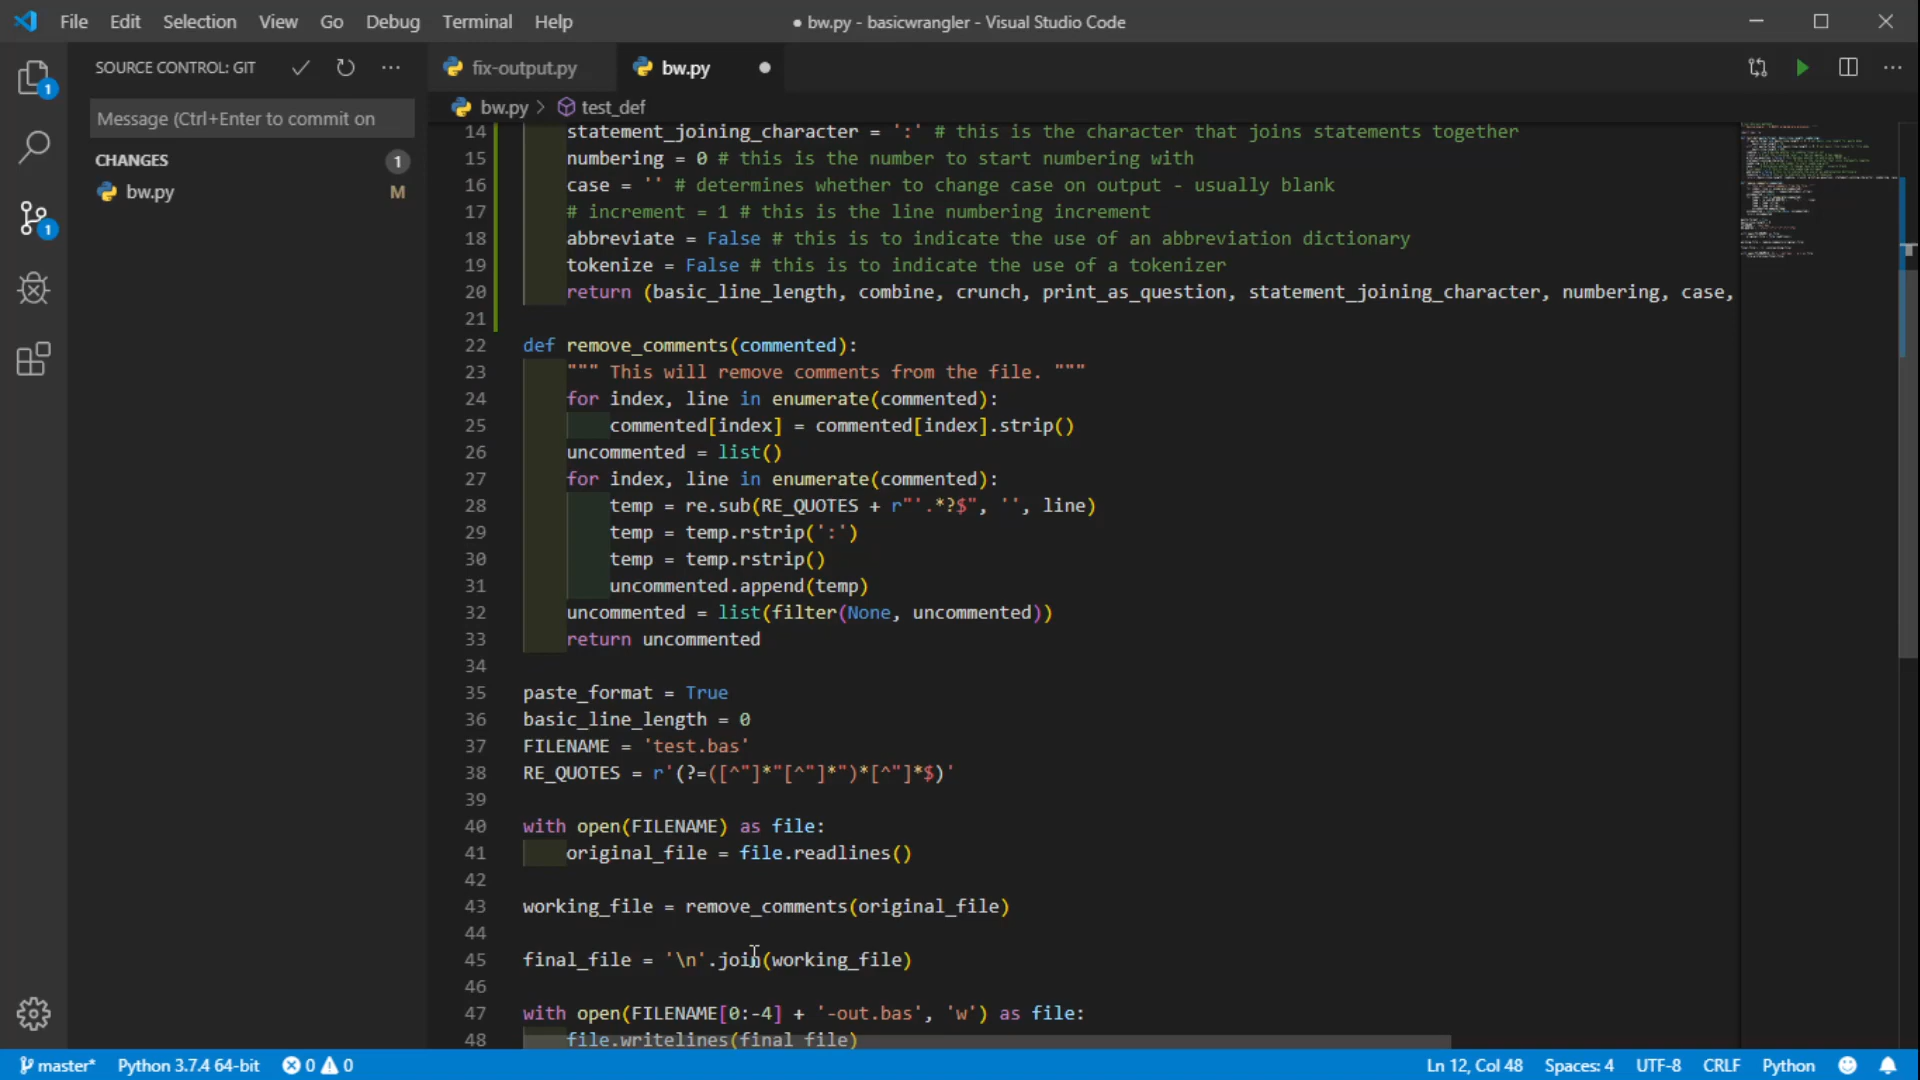 File Edit Selection View Go Debug Terminal Help
● bw.py - basicwrangler - Visual Studio Code
SOURCE CONTROL: GIT
Message (Ctrl+Enter to commit on
CHANGES 1
bw.py M
1
1
fix-output.py
bw.py ●
bw.py > test_def
14 statement_joining_character = ':' # this is the character that joins statements together
15 numbering = 0 # this is the number to start numbering with
16 case = '' # determines whether to change case on output - usually blank
17 # increment = 1 # this is the line numbering increment
18 abbreviate = False # this is to indicate the use of an abbreviation dictionary
19 tokenize = False # this is to indicate the use of a tokenizer
20 return (basic_line_length, combine, crunch, print_as_question, statement_joining_character, numbering, case,
21
22 def remove_comments(commented):
23 """ This will remove comments from the file. """
24 for index, line in enumerate(commented):
25 commented[index] = commented[index].strip()
26 uncommented = list()
27 for index, line in enumerate(commented):
28 temp = re.sub(RE_QUOTES + r"'.*?$", '', line)
29 temp = temp.rstrip(':')
30 temp = temp.rstrip()
31 uncommented.append(temp)
32 uncommented = list(filter(None, uncommented))
33 return uncommented
34
35 paste_format = True
36 basic_line_length = 0
37 FILENAME = 'test.bas'
38 RE_QUOTES = r'(?=([^"]*"[^"]*")*[^"]*$)'
39
40 with open(FILENAME) as file:
41 original_file = file.readlines()
42
43 working_file = remove_comments(original_file)
44
45 final_file = '\n'.join(working_file)
46
47 with open(FILENAME[0:-4] + '-out.bas', 'w') as file:
48 file.writelines(final_file)
master* Python 3.7.4 64-bit 0 0
Ln 12, Col 48 Spaces: 4 UTF-8 CRLF Python